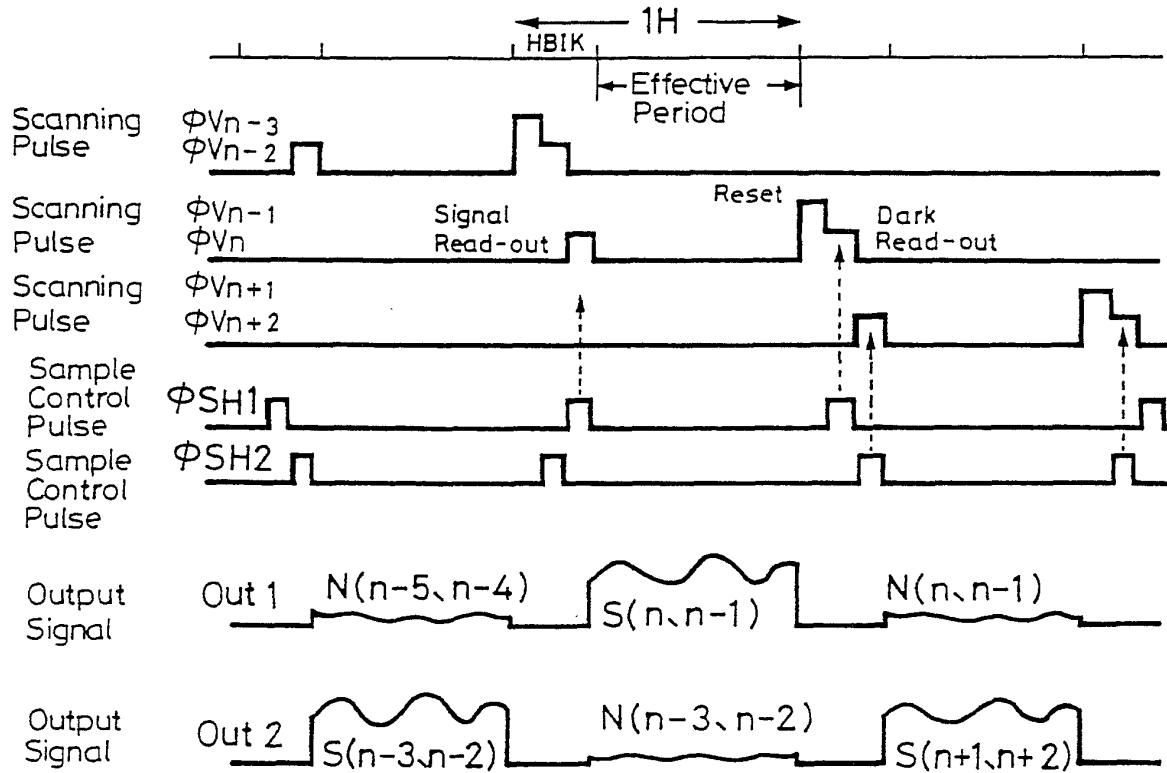 1H
HBIK
Effective
Period
Scanning
Pulse
ϕVn-3
ϕVn-2
Scanning
Pulse
ϕVn-1
ϕVn
Signal
Read-out
Reset
Dark
Read-out
Scanning
Pulse
ϕVn+1
ϕVn+2
Sample
Control
Pulse
ϕSH1
Sample
Control
Pulse
ϕSH2
Output
Signal
Out 1
N(n-5、n-4)
S(n、n-1)
N(n、n-1)
Output
Signal
Out 2
S(n-3、n-2)
N(n-3、n-2)
S(n+1、n+2)